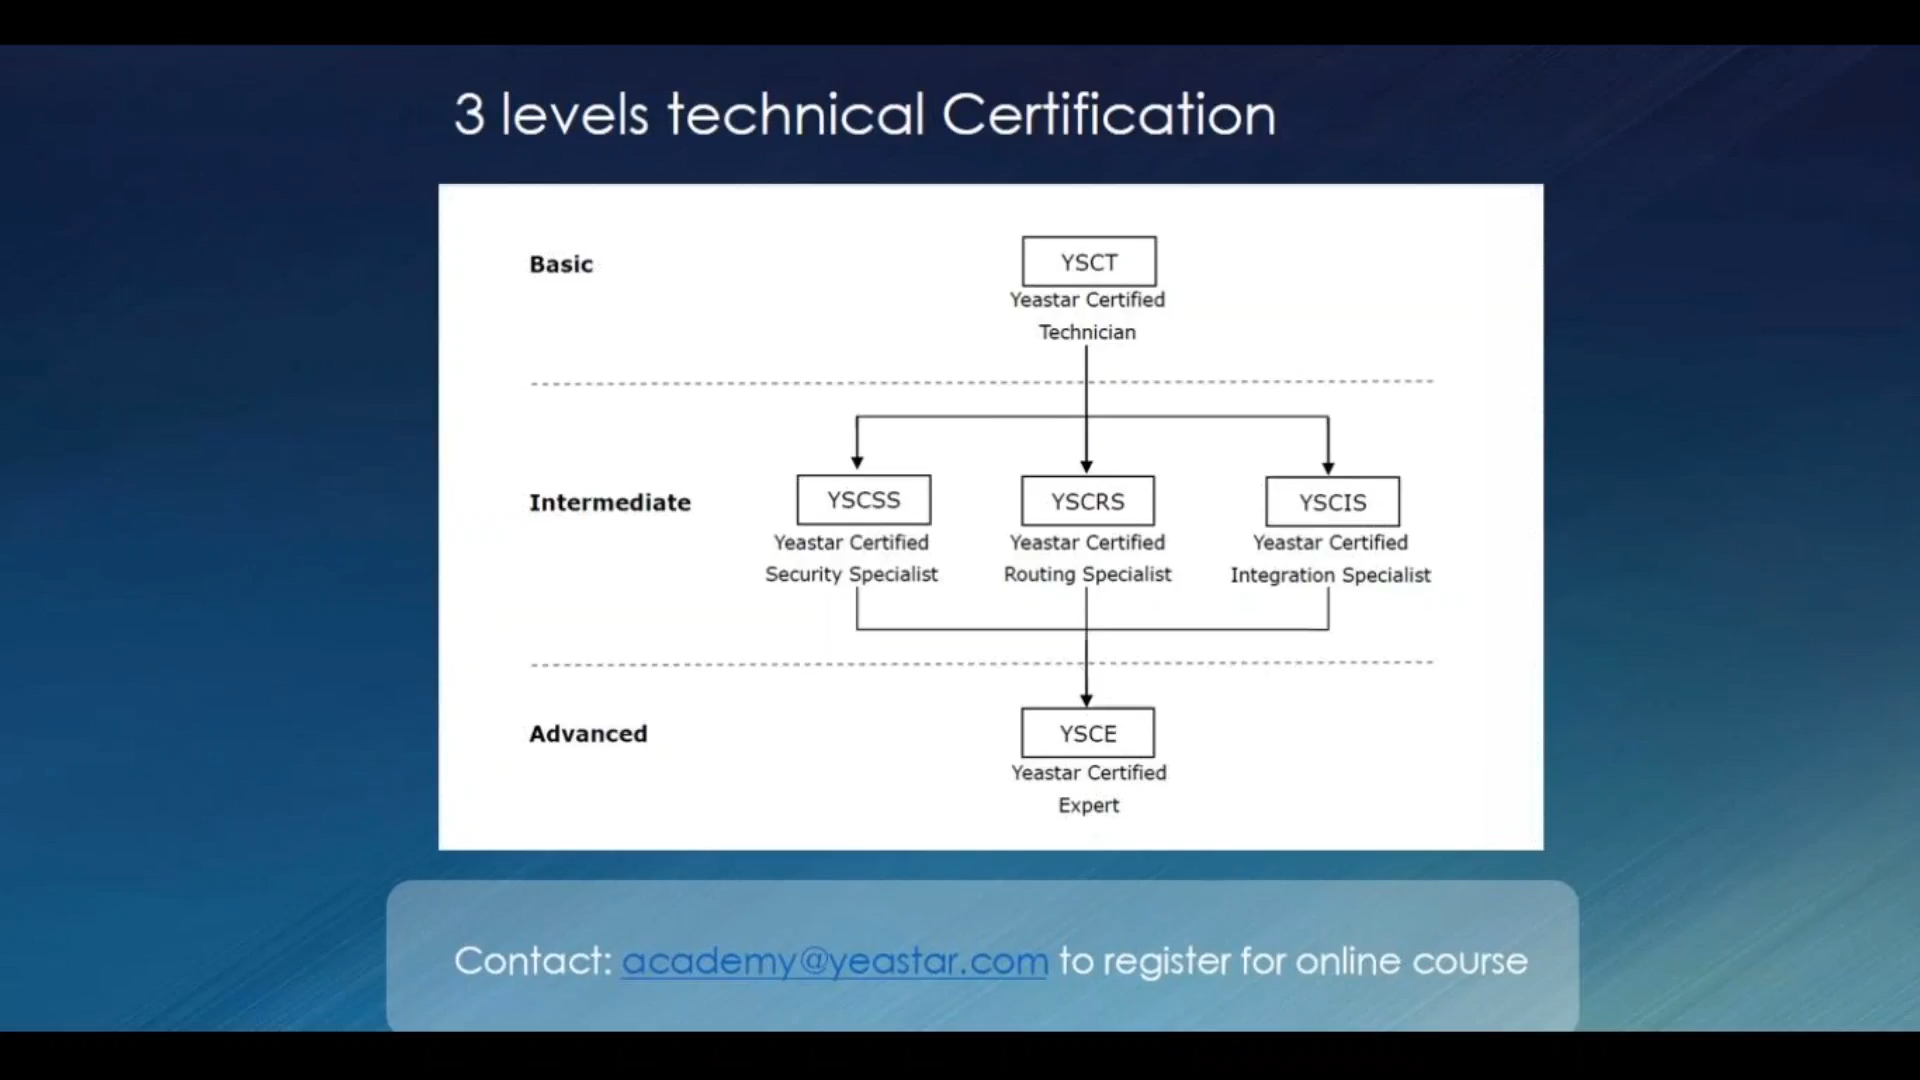 3 levels technical Certification
Basic
YSCT
Yeastar Certified
Technician
Intermediate
YSCSS
Yeastar Certified
Security Specialist
YSCRS
Yeastar Certified
Routing Specialist
YSCIS
Yeastar Certified
Integration Specialist
Advanced
YSCE
Yeastar Certified
Expert
Contact: academy@yeastar.com to register for online course